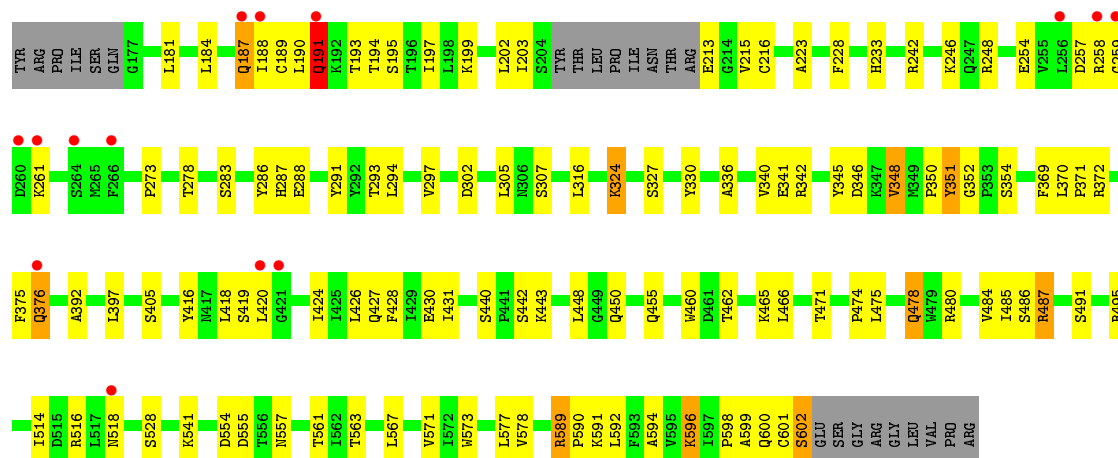 TYR ARG PRO ILE SER GLN G177 L181 L184 Q187 I188 C189 L190 Q191 K192 T193 T194 S195 T196 I197 L198 K199 L202 I203 S204 TYR THR LEU PRO ILE ASN THR ARG E213 G214 V215 C216 A223 F228 H233 R242 K246 Q247 R248 E254 V255 L256 D257 R258
D260 K261 S264 M265 F266 P273 T278 S283 Y286 H287 E288 Y291 Y292 T293 L294 V297 D302 L305 N306 S307 L316 K324 S327 Y330 A336 V340 E341 R342 Y345 D346 K347 V348 M349 P350 Y351 G352 P353 S354 F369 L370 P371 R372
F375 Q376 A392 L397 S405 Y416 N417 L418 S419 L420 G421 I424 I425 L426 Q427 F428 I429 E430 I431 S440 P441 S442 K443 L448 G449 Q450 Q455 W460 D461 T462 K465 L466 T471 P474 L475 Q478 W479 R480 V484 I485 S486 R487 S491
I514 D515 R516 L517 N518 S528 K541 D554 D555 T556 N557 T561 I562 T563 L567 V571 I572 W573 L577 V578 R589 P590 K591 L592 F593 A594 V595 K596 I597 P598 A599 Q600 C601 S602 GLU SER GLY ARG GLY LEU VAL PRO ARG